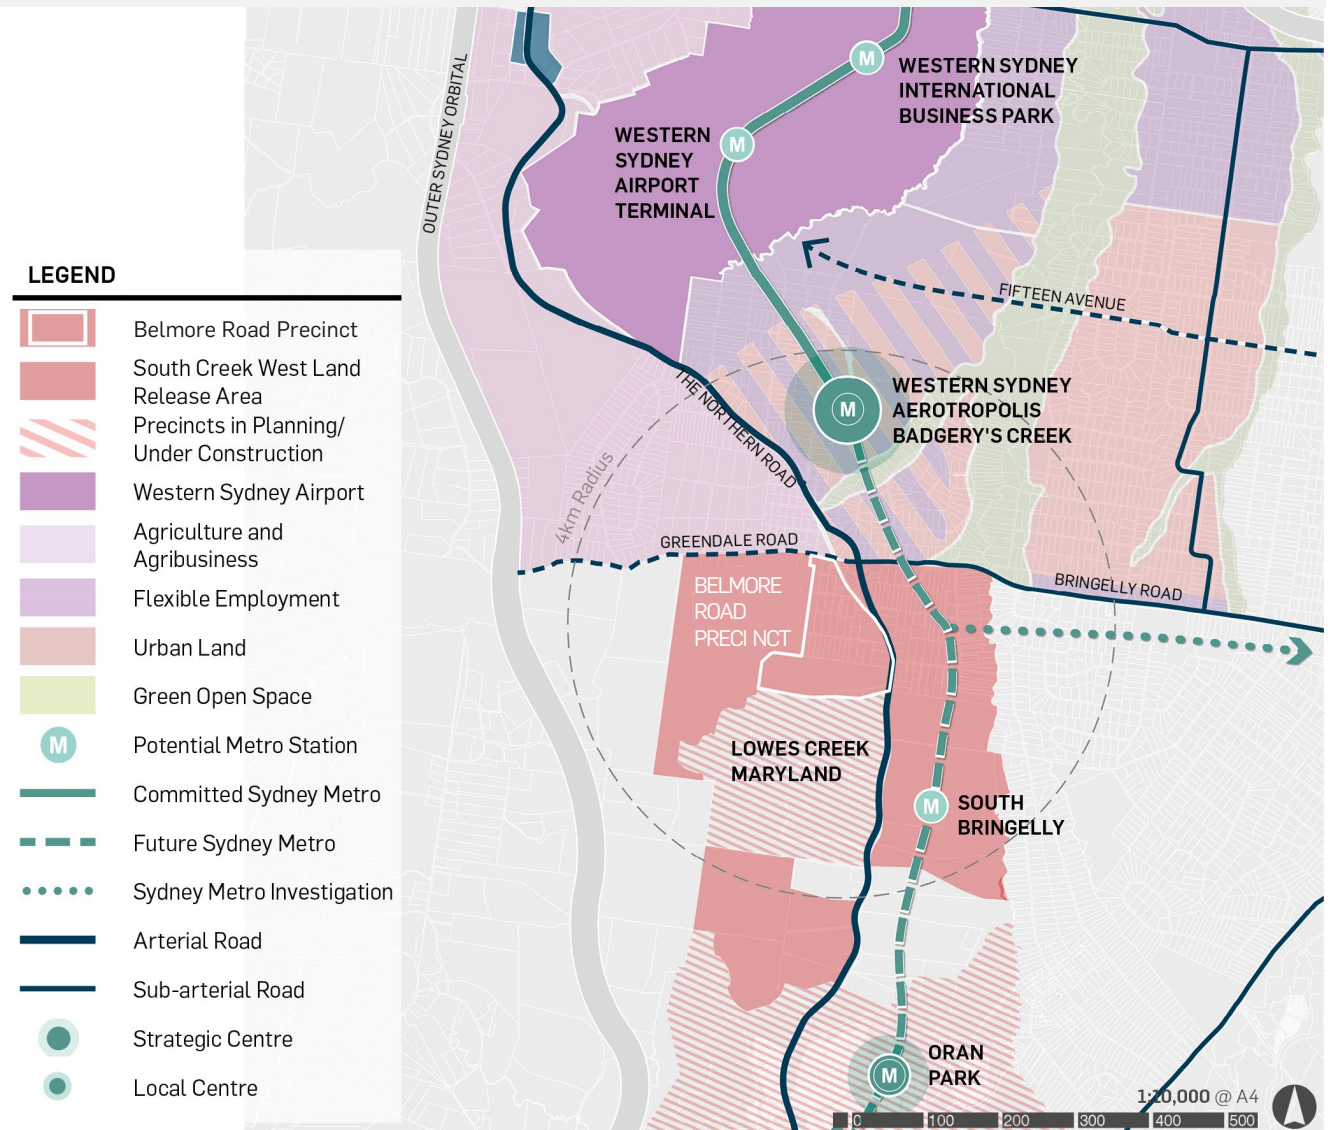 LEGEND
Belmore Road Precinct
South Creek West Land
Release Area
Precincts in Planning/
Under Construction
Western Sydney Airport
Agriculture and
Agribusiness
Flexible Employment
Urban Land
Green Open Space
M
Potential Metro Station
Committed Sydney Metro
Future Sydney Metro
Sydney Metro Investigation
Arterial Road
Sub-arterial Road
Strategic Centre
Local Centre
OUTER SYDNEY ORBITAL
M
WESTERN SYDNEY
INTERNATIONAL
BUSINESS PARK
WESTERN
SYDNEY
AIRPORT
TERMINAL
M
FIFTEEN AVENUE
THE NORTHERN ROAD
M
WESTERN SYDNEY
AEROTROPOLIS
BADGERY'S CREEK
4km Radius
GREENDALE ROAD
BRINGELLY ROAD
BELMORE
ROAD
PRECI NCT
LOWES CREEK
MARYLAND
M
SOUTH
BRINGELLY
M
ORAN
PARK
1:10,000 @ A4
0 100 200 300 400 500